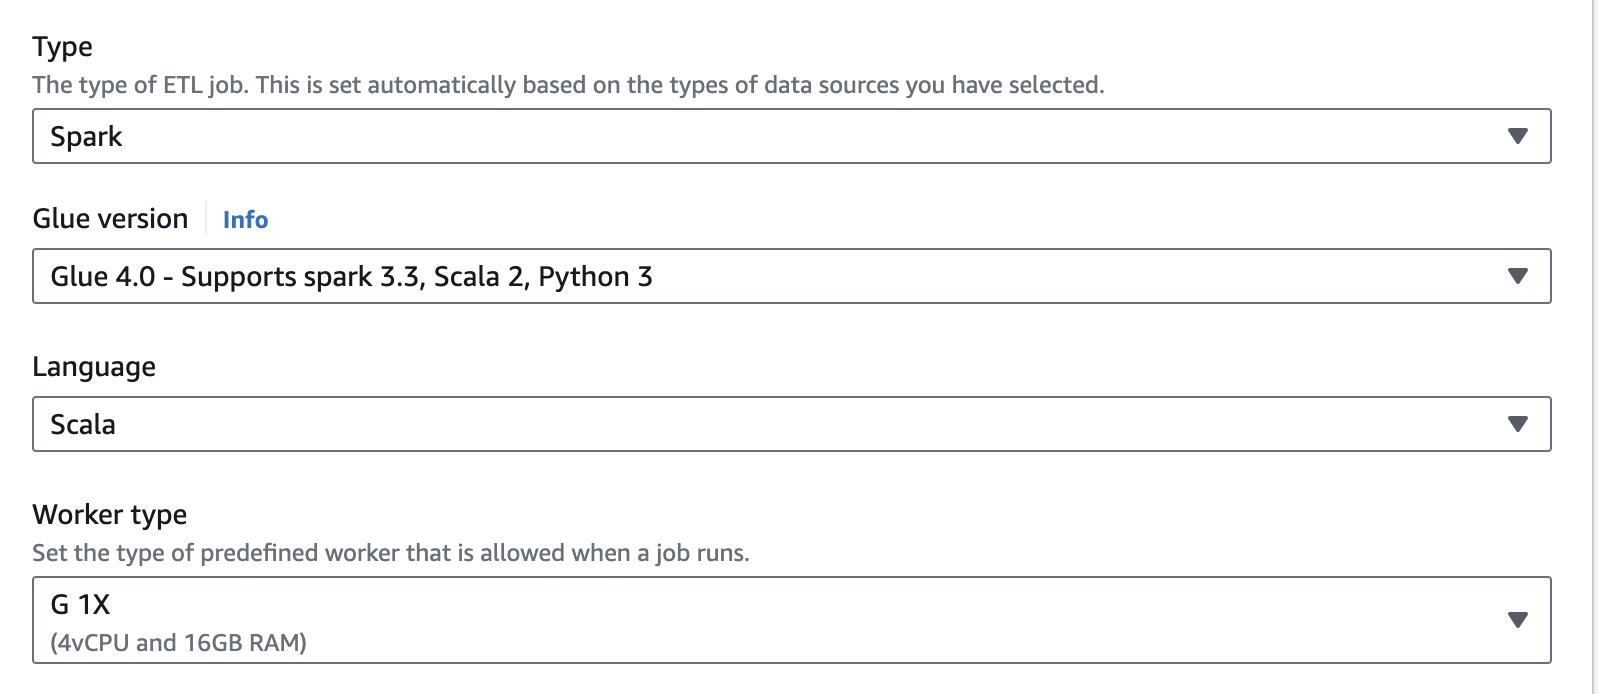 Type
The type of ETL job. This is set automatically based on the types of data sources you have selected.
Spark
Glue version Info
Glue 4.0 - Supports spark 3.3, Scala 2, Python 3
Language
Scala
Worker type
Set the type of predefined worker that is allowed when a job runs.
G 1X
(4vCPU and 16GB RAM)